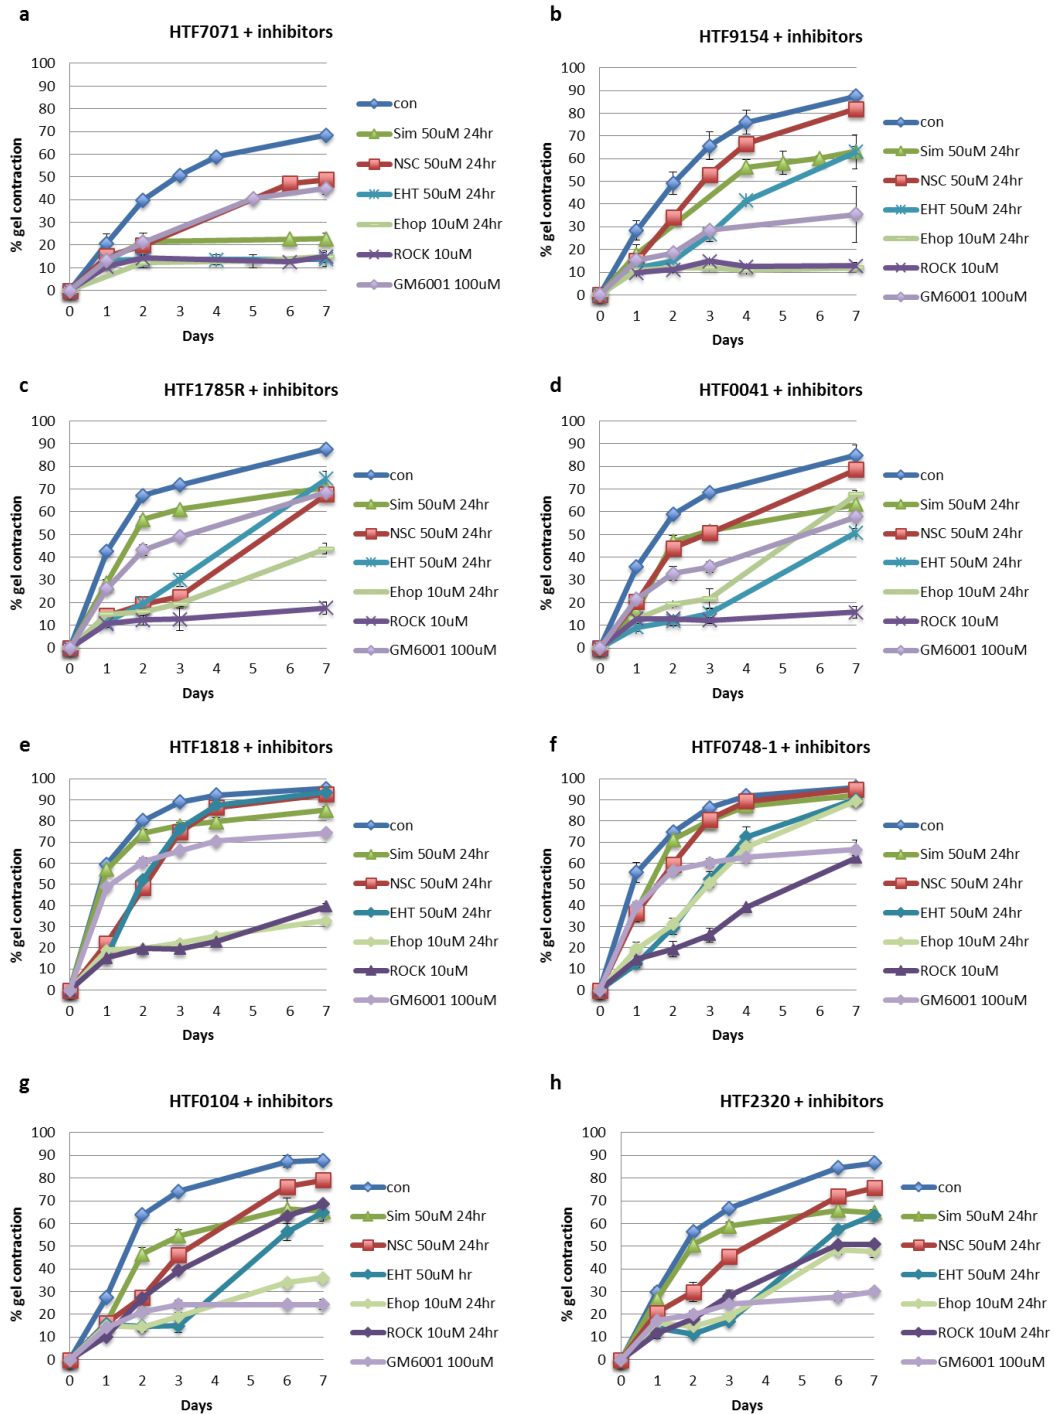 a
HTF7071 + inhibitors
100
90
80
70
60
50
40
30
20
10
0
% gel contraction
0 1 2 3 4 5 6 7
Days
con
Sim 50uM 24hr
NSC 50uM 24hr
EHT 50uM 24hr
Ehop 10uM 24hr
ROCK 10uM
GM6001 100uM
b
HTF9154 + inhibitors
100
90
80
70
60
50
40
30
20
10
0
% gel contraction
0 1 2 3 4 5 6 7
Days
con
Sim 50uM 24hr
NSC 50uM 24hr
EHT 50uM 24hr
Ehop 10uM 24hr
ROCK 10uM
GM6001 100uM
c
HTF1785R + inhibitors
100
90
80
70
60
50
40
30
20
10
0
% gel contraction
0 1 2 3 4 5 6 7
Days
con
Sim 50uM 24hr
NSC 50uM 24hr
EHT 50uM 24hr
Ehop 10uM 24hr
ROCK 10uM
GM6001 100uM
d
HTF0041 + inhibitors
100
90
80
70
60
50
40
30
20
10
0
% gel contraction
0 1 2 3 4 5 6 7
Days
con
Sim 50uM 24hr
NSC 50uM 24hr
EHT 50uM 24hr
Ehop 10uM 24hr
ROCK 10uM
GM6001 100uM
e
HTF1818 + inhibitors
100
90
80
70
60
50
40
30
20
10
0
% gel contraction
0 1 2 3 4 5 6 7
Days
con
Sim 50uM 24hr
NSC 50uM 24hr
EHT 50uM 24hr
Ehop 10uM 24hr
ROCK 10uM
GM6001 100uM
f
HTF0748-1 + inhibitors
100
90
80
70
60
50
40
30
20
10
0
% gel contraction
0 1 2 3 4 5 6 7
Days
con
Sim 50uM 24hr
NSC 50uM 24hr
EHT 50uM 24hr
Ehop 10uM 24hr
ROCK 10uM
GM6001 100uM
g
HTF0104 + inhibitors
100
90
80
70
60
50
40
30
20
10
0
% gel contraction
0 1 2 3 4 5 6 7
Days
con
Sim 50uM 24hr
NSC 50uM 24hr
EHT 50uM hr
Ehop 10uM 24hr
ROCK 10uM 24hr
GM6001 100uM
h
HTF2320 + inhibitors
100
90
80
70
60
50
40
30
20
10
0
% gel contraction
0 1 2 3 4 5 6 7
Days
con
Sim 50uM 24hr
NSC 50uM 24hr
EHT 50uM 24hr
Ehop 10uM 24hr
ROCK 10uM 24hr
GM6001 100uM